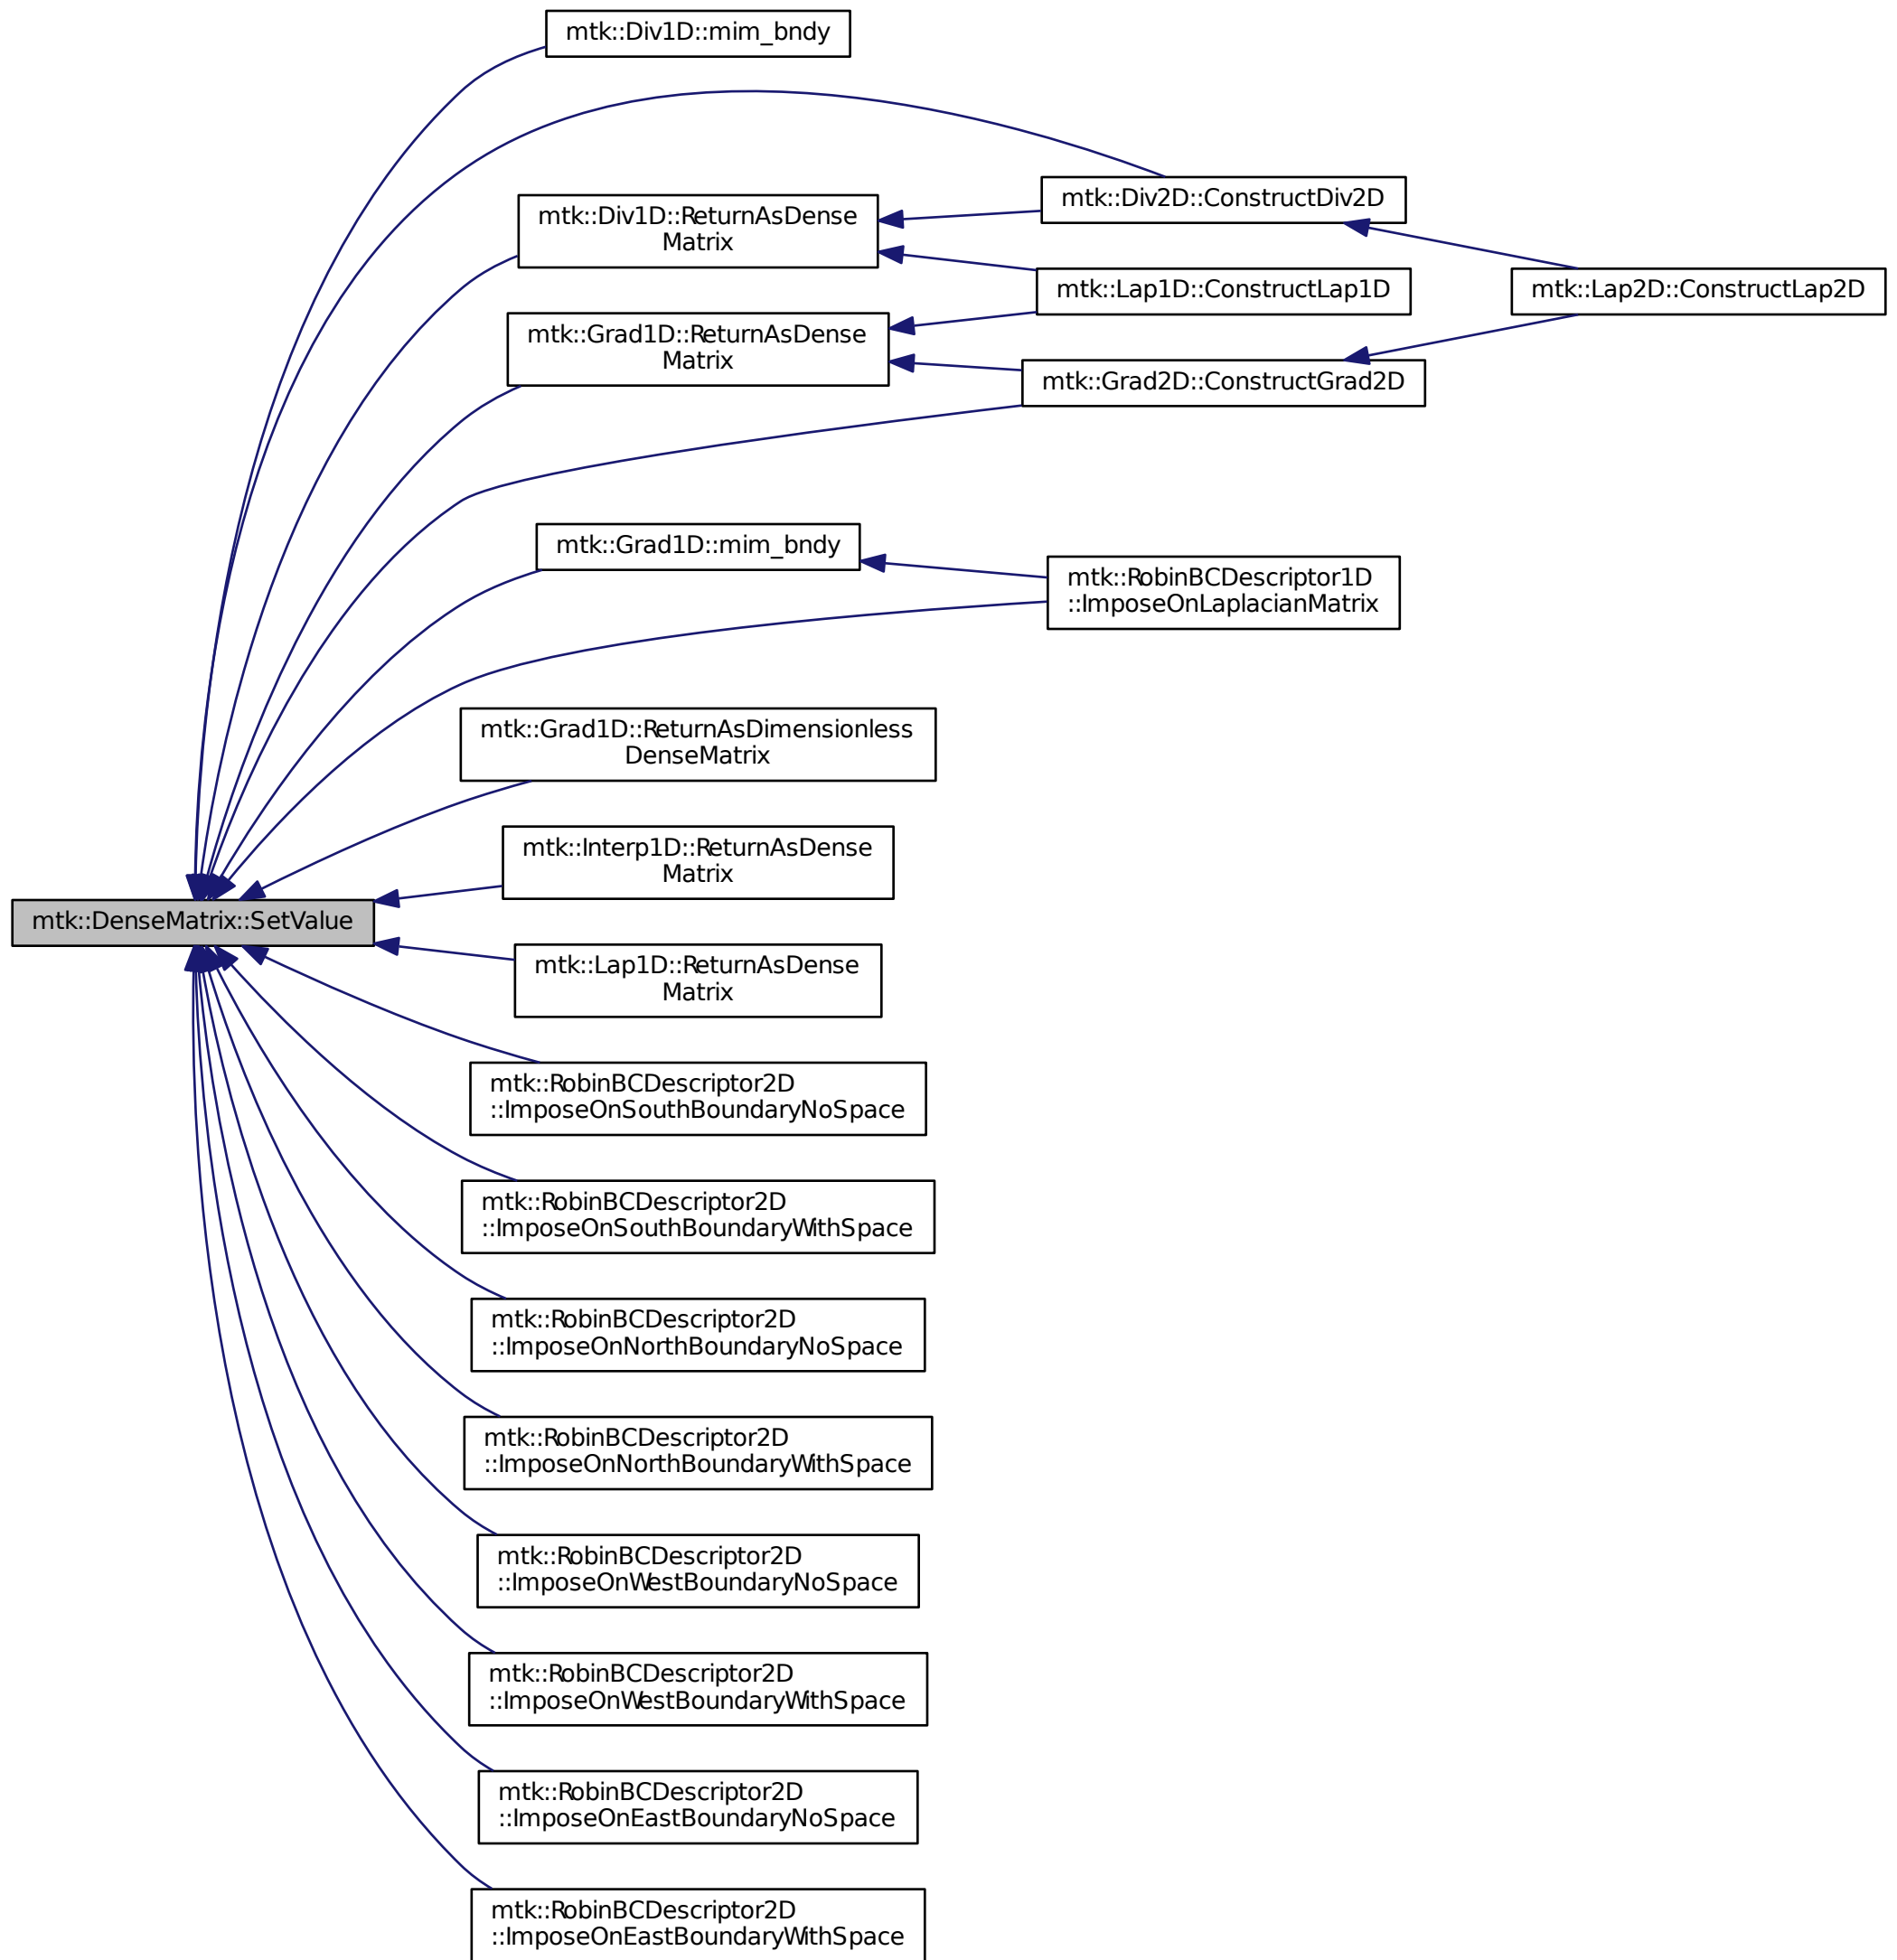 mtk::Div1D::mim_bndy
mtk::Div2D::ConstructDiv2D
mtk::Div1D::ReturnAsDense
Matrix
mtk::Lap1D::ConstructLap1D
mtk::Lap2D::ConstructLap2D
mtk::Grad1D::ReturnAsDense
Matrix
mtk::Grad2D::ConstructGrad2D
mtk::Grad1D::mim_bndy
mtk::RobinBCDescriptor1D
::ImposeOnLaplacianMatrix
mtk::Grad1D::ReturnAsDimensionless
DenseMatrix
mtk::Interp1D::ReturnAsDense
Matrix
mtk::DenseMatrix::SetValue
mtk::Lap1D::ReturnAsDense
Matrix
mtk::RobinBCDescriptor2D
::ImposeOnSouthBoundaryNoSpace
mtk::RobinBCDescriptor2D
::ImposeOnSouthBoundaryWithSpace
mtk::RobinBCDescriptor2D
::ImposeOnNorthBoundaryNoSpace
mtk::RobinBCDescriptor2D
::ImposeOnNorthBoundaryWithSpace
mtk::RobinBCDescriptor2D
::ImposeOnWestBoundaryNoSpace
mtk::RobinBCDescriptor2D
::ImposeOnWestBoundaryWithSpace
mtk::RobinBCDescriptor2D
::ImposeOnEastBoundaryNoSpace
mtk::RobinBCDescriptor2D
::ImposeOnEastBoundaryWithSpace